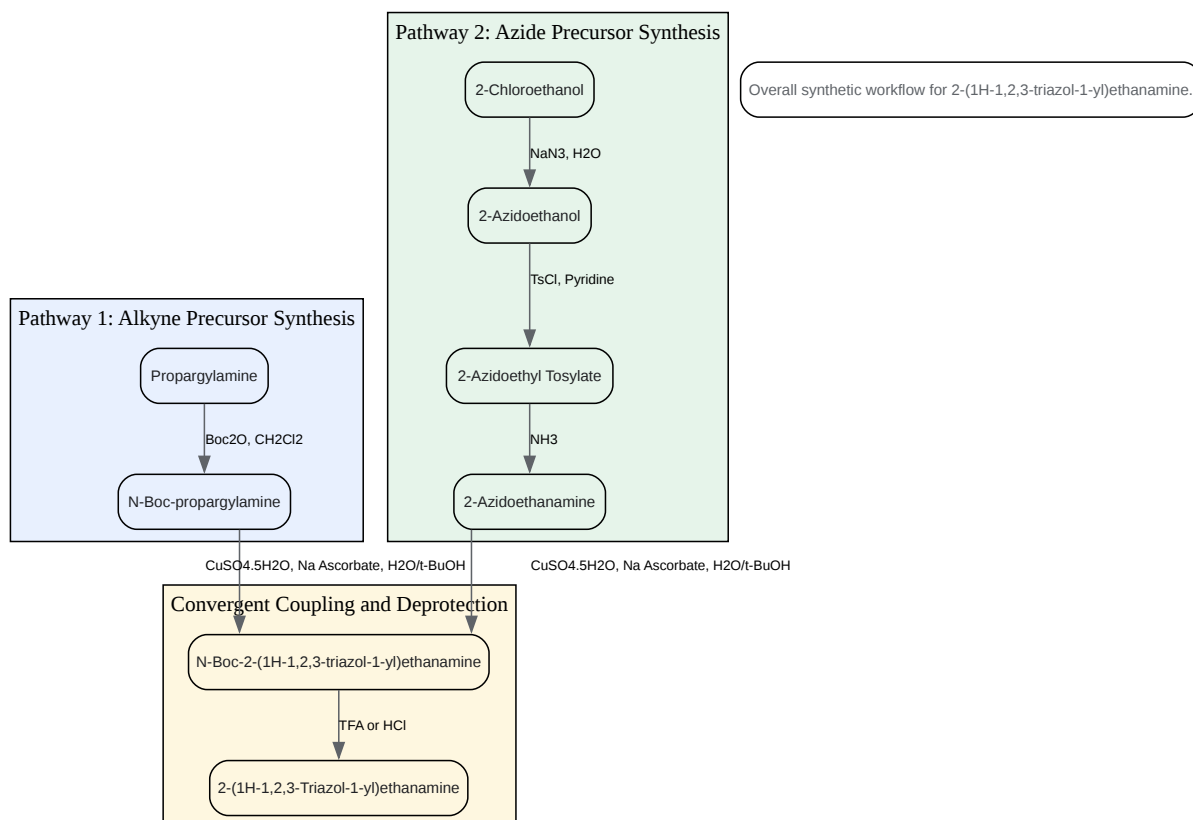 Pathway 2: Azide Precursor Synthesis
2-Chloroethanol
Overall synthetic workflow for 2-(1H-1,2,3-triazol-1-yl)ethanamine.
NaN3, H2O
2-Azidoethanol
TsCl, Pyridine
Pathway 1: Alkyne Precursor Synthesis
Propargylamine
2-Azidoethyl Tosylate
Boc2O, CH2Cl2
NH3
N-Boc-propargylamine
2-Azidoethanamine
CuSO4.5H2O, Na Ascorbate, H2O/t-BuOH
CuSO4.5H2O, Na Ascorbate, H2O/t-BuOH
Convergent Coupling and Deprotection
N-Boc-2-(1H-1,2,3-triazol-1-yl)ethanamine
TFA or HCl
2-(1H-1,2,3-Triazol-1-yl)ethanamine